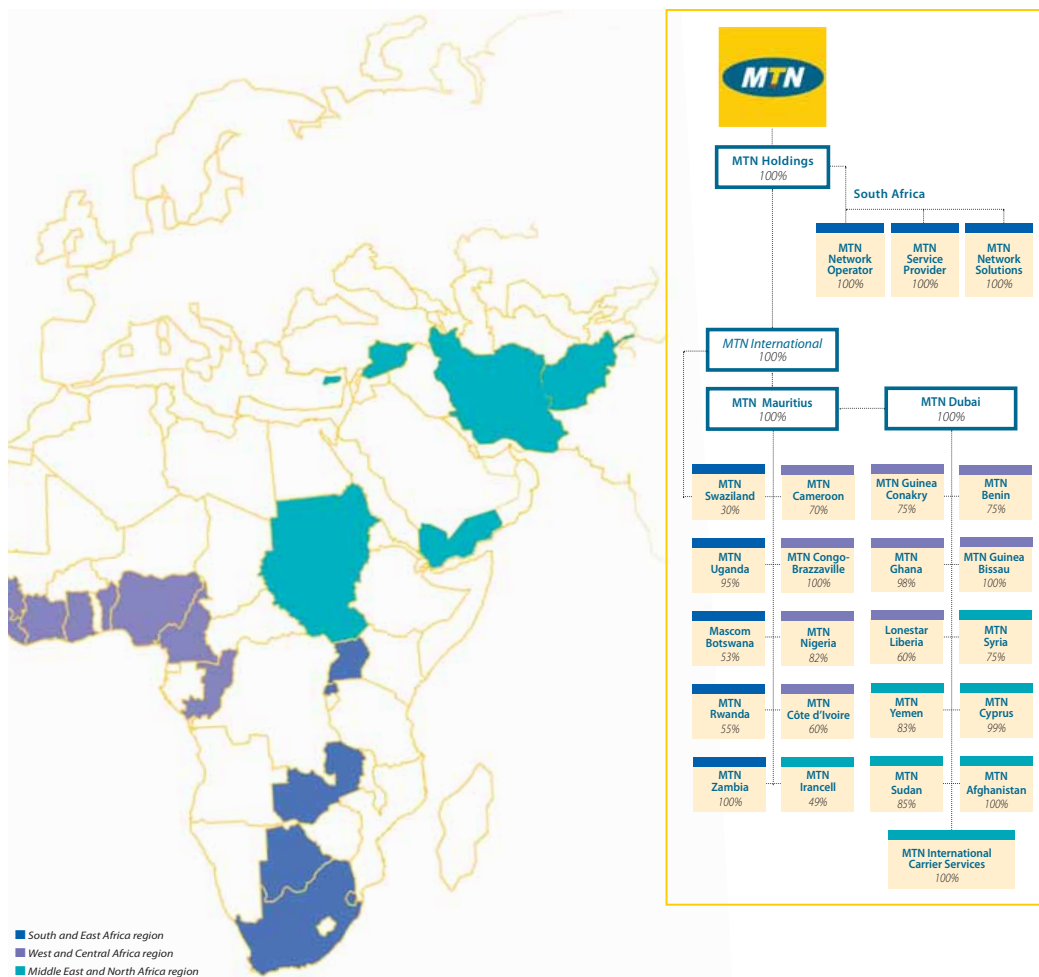 MTN
MTN Holdings
100%
South Africa
MTN
Network
Operator
100%
MTN
Service
Provider
100%
MTN
Network
Solutions
100%
MTN International
100%
MTN Mauritius
100%
MTN Dubai
100%
MTN
Swaziland
30%
MTN
Cameroon
70%
MTN Guinea
Conakry
75%
MTN
Benin
75%
MTN
Uganda
95%
MTN Congo-
Brazzaville
100%
MTN
Ghana
98%
MTN Guinea
Bissau
100%
Mascom
Botswana
53%
MTN
Nigeria
82%
Lonestar
Liberia
60%
MTN
Syria
75%
MTN
Rwanda
55%
MTN
Côte d'Ivoire
60%
MTN
Yemen
83%
MTN
Cyprus
99%
MTN
Zambia
100%
MTN
Irancell
49%
MTN
Sudan
85%
MTN
Afghanistan
100%
MTN International
Carrier Services
100%
South and East Africa region
West and Central Africa region
Middle East and North Africa region